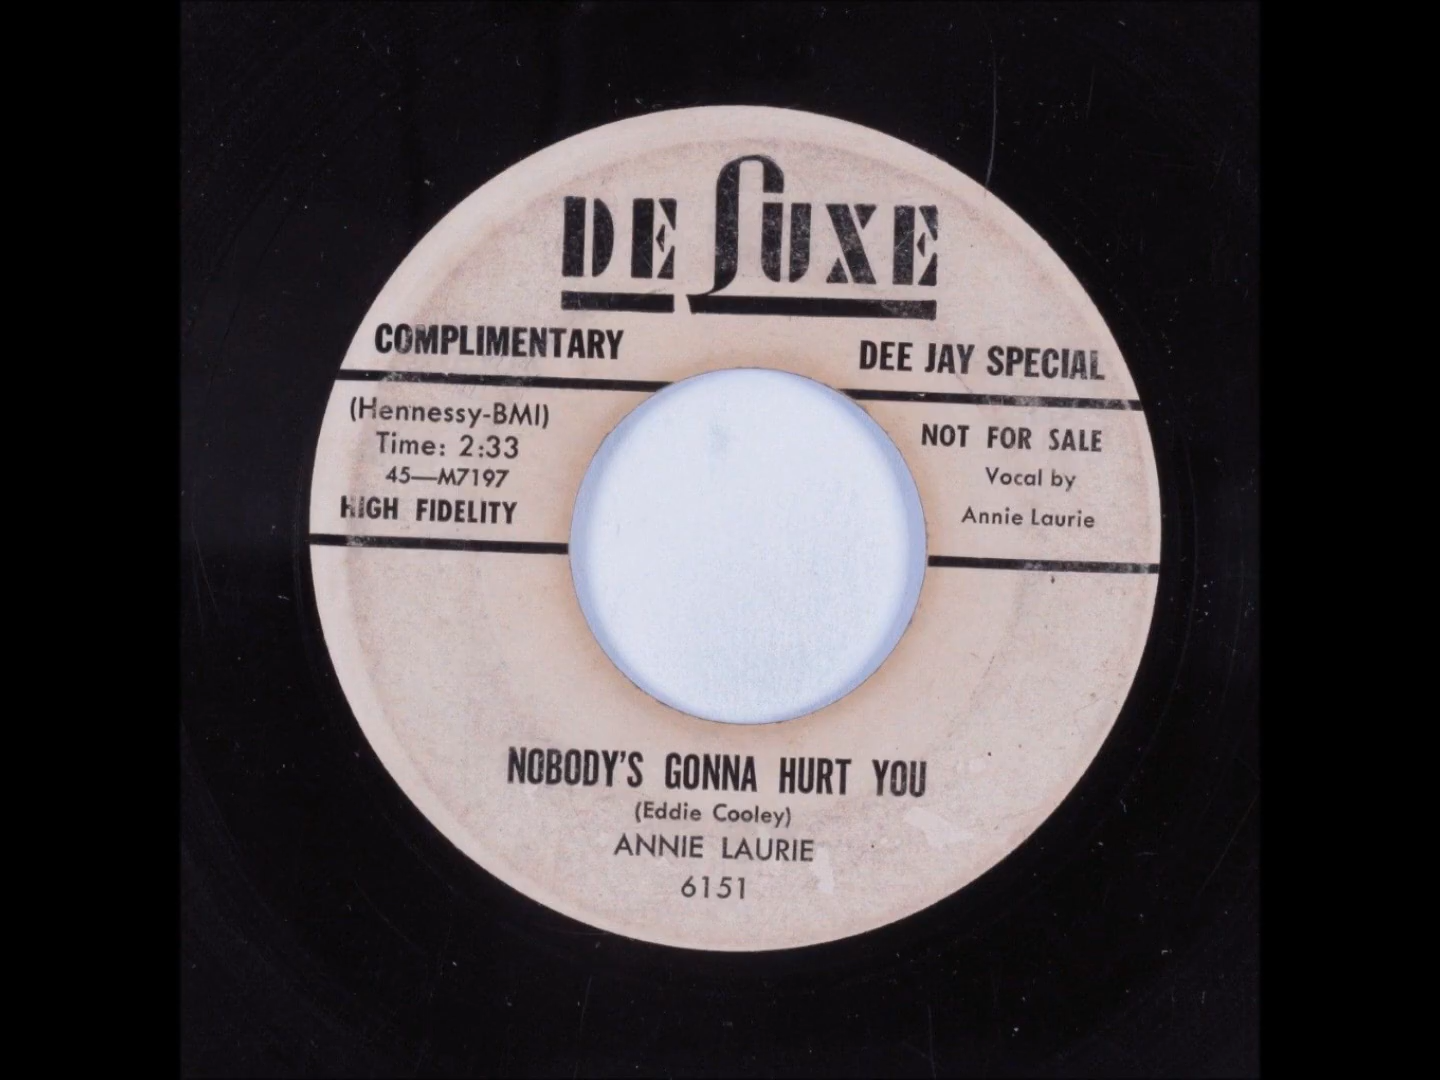 DE LUXE
COMPLIMENTARY
DEE JAY SPECIAL
(Hennessy-BMI)
Time: 2:33
45—M7197
HIGH FIDELITY
NOT FOR SALE
Vocal by
Annie Laurie
NOBODY'S GONNA HURT YOU
(Eddie Cooley)
ANNIE LAURIE
6151